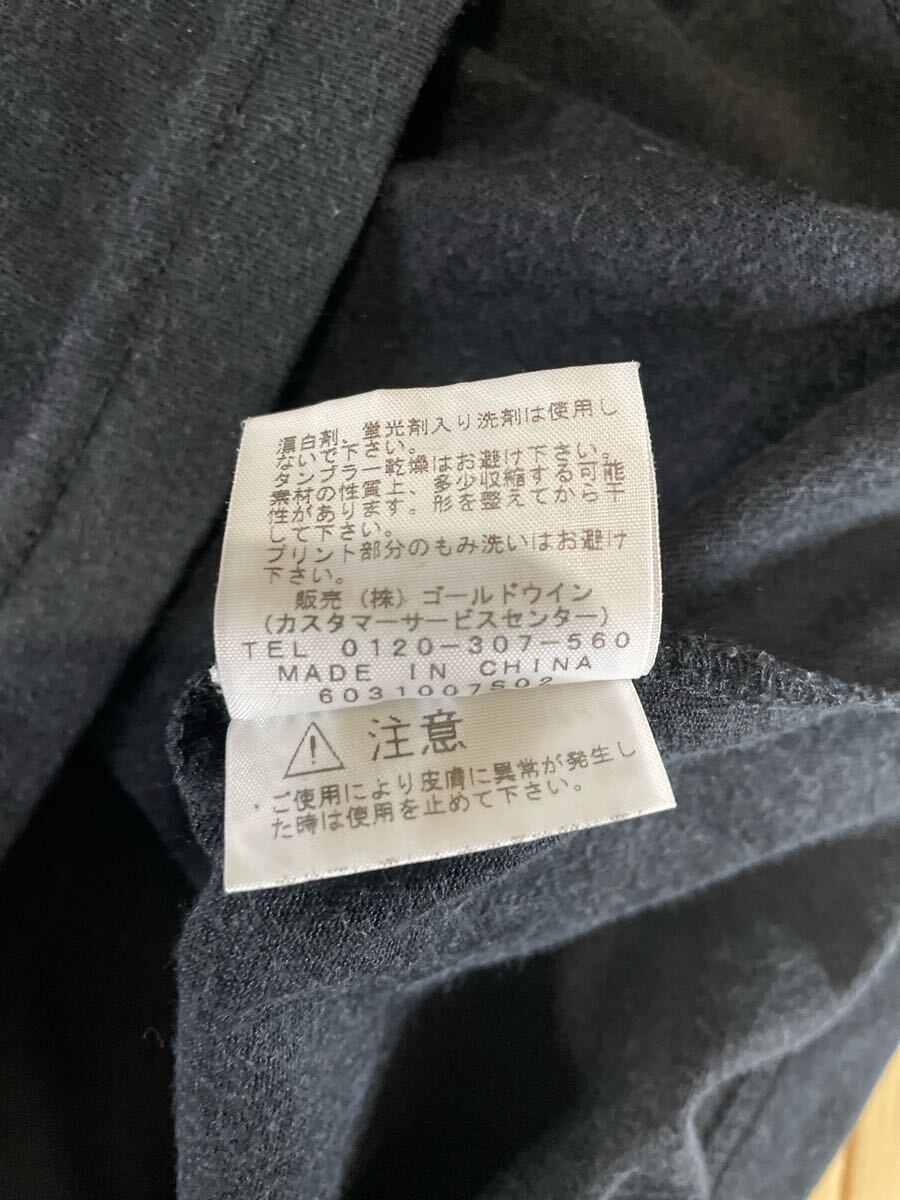 漂白剤、蛍光剤入り洗剤は使用し
ないで下さい。
タンブラー乾燥はお避け下さい。
素材の性質上、多少収縮する可能
性があります。形を整えてから干
して下さい。
プリント部分のもみ洗いはお避け
下さい。
販売 (株) ゴールドウイン
(カスタマーサービスセンター)
TEL 0120-307-560
MADE IN CHINA
6031007S02
注意
・ご使用により皮膚に異常が発生し
た時は使用を止めて下さい。